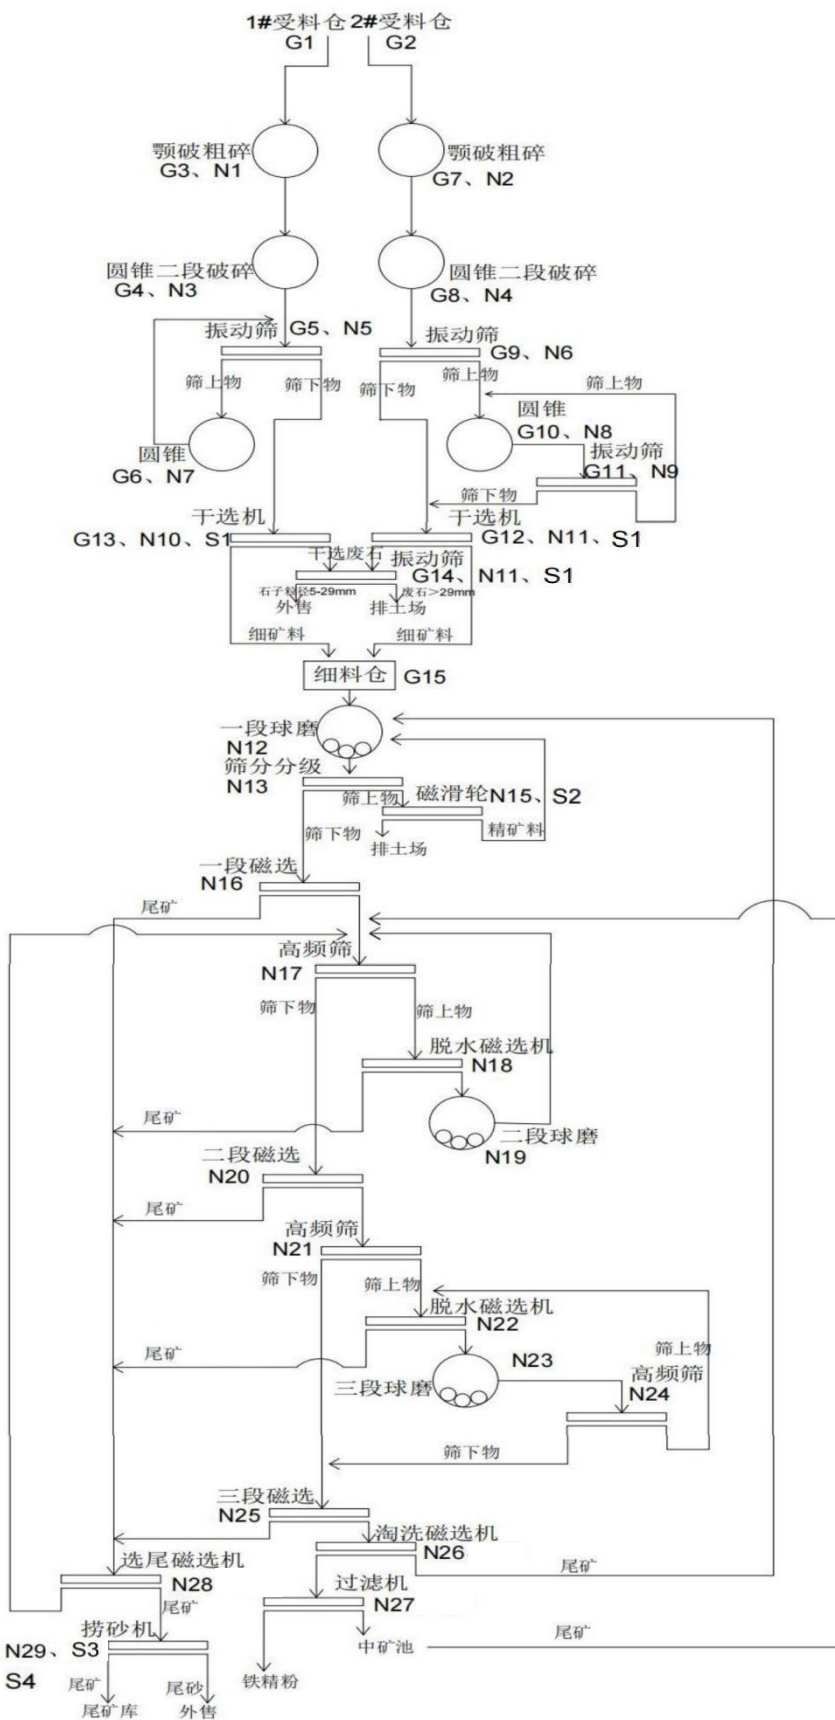 1#受料仓 2#受料仓
G1 G2
颚破粗碎
G3、N1
颚破粗碎
G7、N2
圆锥二段破碎
G4、N3
圆锥二段破碎
G8、N4
振动筛 G5、N5
振动筛
G9、N6
筛上物
筛下物
筛下物
筛上物
筛上物
圆锥
G6、N7
圆锥
G10、N8
振动筛
G11、N9
筛下物
干选机
G13、N10、S1
干选机
G12、N11、S1
干选废石
振动筛
G14、N11、S1
石子粒径5-29mm
废石>29mm
外售
排土场
细矿料
细矿料
细料仓 G15
一段球磨
N12
筛分分级
N13
筛上物
磁滑轮N15、S2
筛下物
排土场
精矿料
一段磁选
N16
尾矿
高频筛
N17
筛下物
筛上物
脱水磁选机
N18
尾矿
二段球磨
N19
二段磁选
N20
尾矿
高频筛
N21
筛下物
筛上物
脱水磁选机
N22
筛上物
尾矿
N23
三段球磨
高频筛
N24
筛下物
三段磁选
N25
淘洗磁选机
N26
尾矿
选尾磁选机
N28
过滤机
N27
尾矿
捞砂机
N29、S3
S4
中矿池
尾矿
尾矿
尾砂
铁精粉
尾矿库
外售